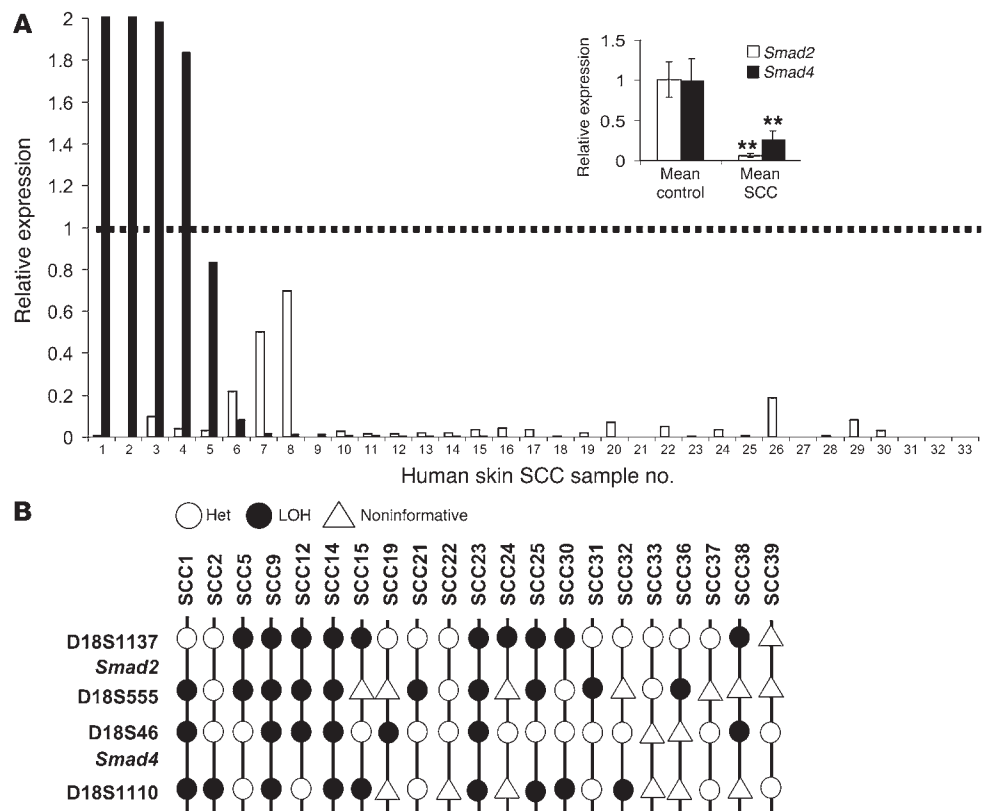 A
Relative expression
2
1.8
1.6
1.4
1.2
1
0.8
0.6
0.4
0.2
0
1 2 3 4 5 6 7 8 9 10 11 12 13 14 15 16 17 18 19 20 21 22 23 24 25 26 27 28 29 30 31 32 33
Human skin SCC sample no.
Relative expression
1.5
1
0.5
0
Smad2
Smad4
** **
Mean control
Mean SCC
B
Het LOH Noninformative
SCC1 SCC2 SCC5 SCC9 SCC12 SCC14 SCC15 SCC19 SCC21 SCC22 SCC23 SCC24 SCC25 SCC30 SCC31 SCC32 SCC33 SCC36 SCC37 SCC38 SCC39
D18S1137
Smad2
D18S555
D18S46
Smad4
D18S1110